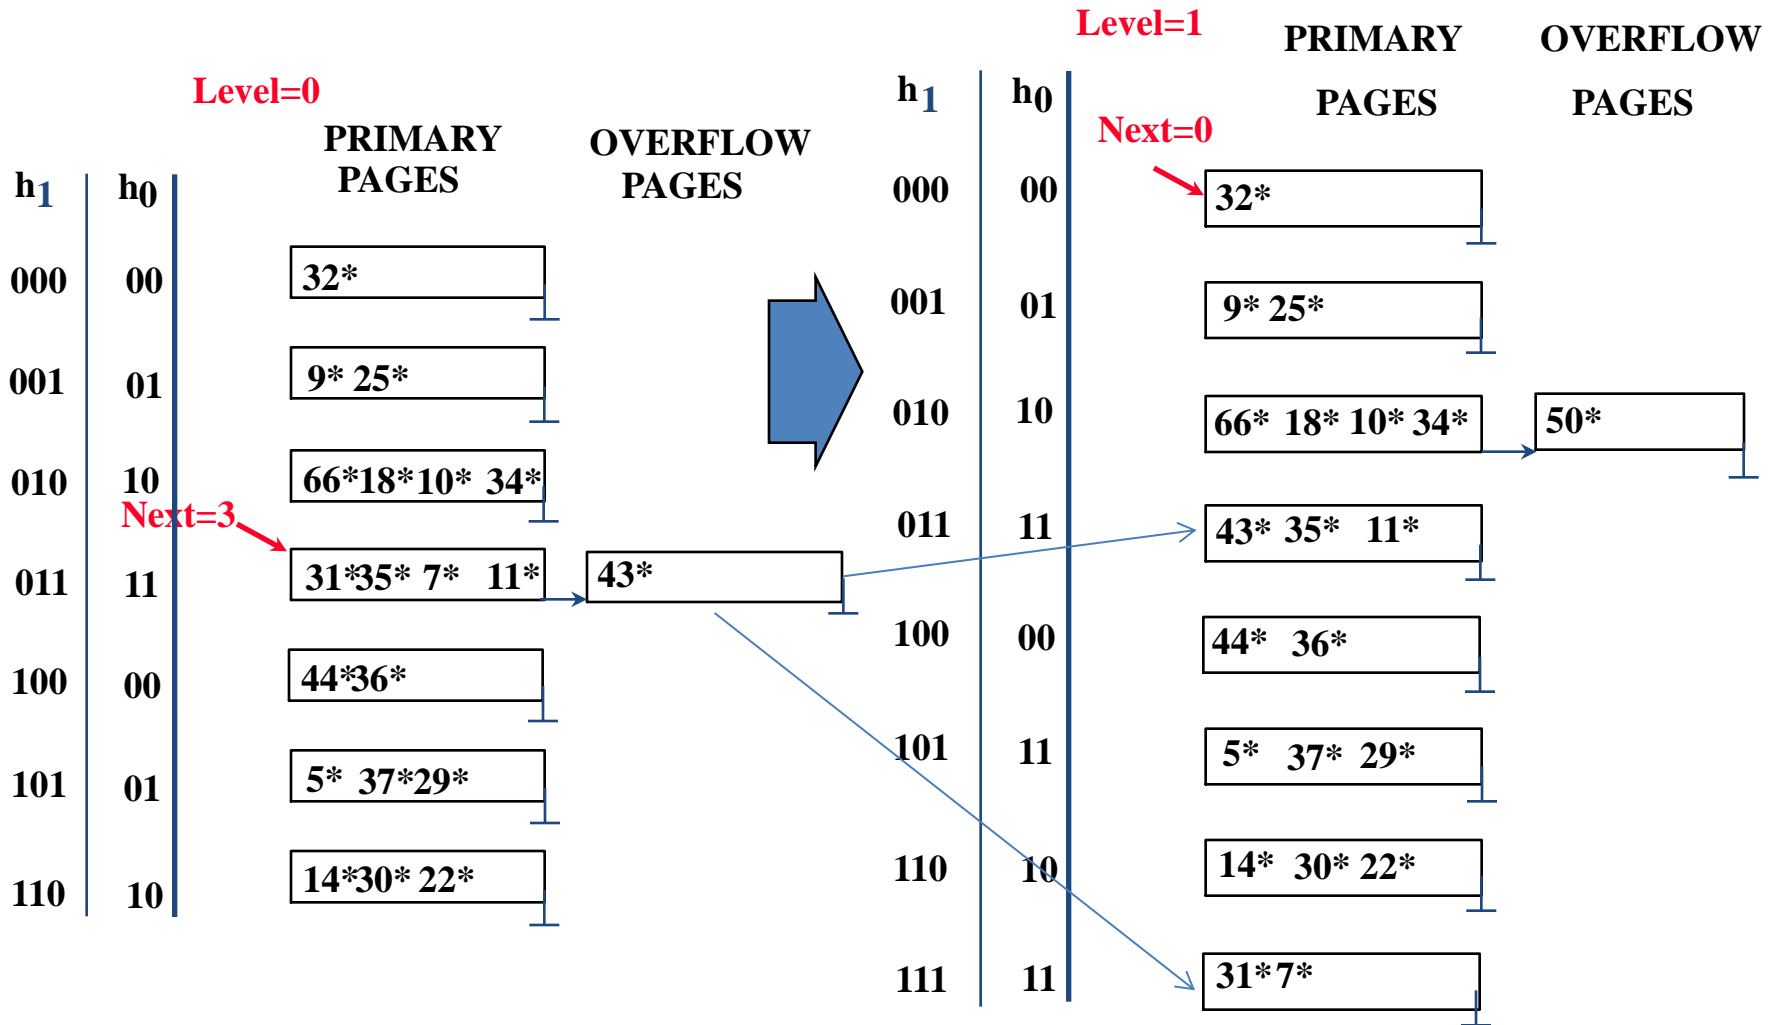 Level=0
PRIMARY OVERFLOW
PAGES PAGES
h1 h0
000 00 32*
001 01 9* 25*
010 10 66* 18* 10* 34*
Next=3
011 11 31* 35* 7* 11* 43*
100 00 44* 36*
101 01 5* 37* 29*
110 10 14* 30* 22*
Level=1
PRIMARY OVERFLOW
h1 h0 PAGES PAGES
Next=0
000 00 32*
001 01 9* 25*
010 10 66* 18* 10* 34* 50*
011 11 43* 35* 11*
100 00 44* 36*
101 11 5* 37* 29*
110 10 14* 30* 22*
111 11 31* 7*